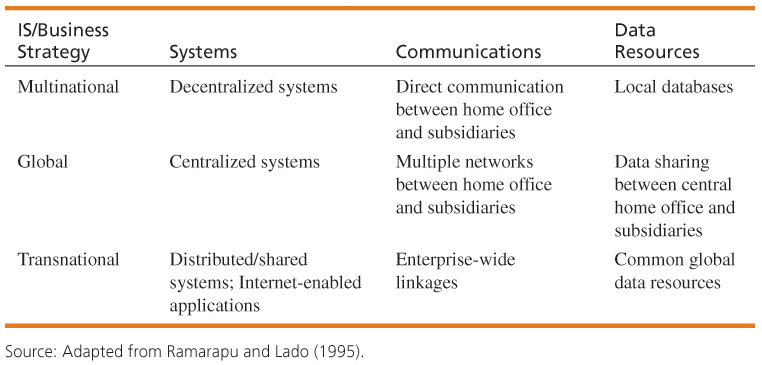 IS/Business
Strategy
Systems
Communications
Data
Resources
Multinational
Decentralized systems
Direct communication
between home office
and subsidiaries
Local databases
Global
Centralized systems
Multiple networks
between home office
and subsidiaries
Data sharing
between central
home office and
subsidiaries
Transnational
Distributed/shared
systems; Internet-enabled
applications
Enterprise-wide
linkages
Common global
data resources
Source: Adapted from Ramarapu and Lado (1995).